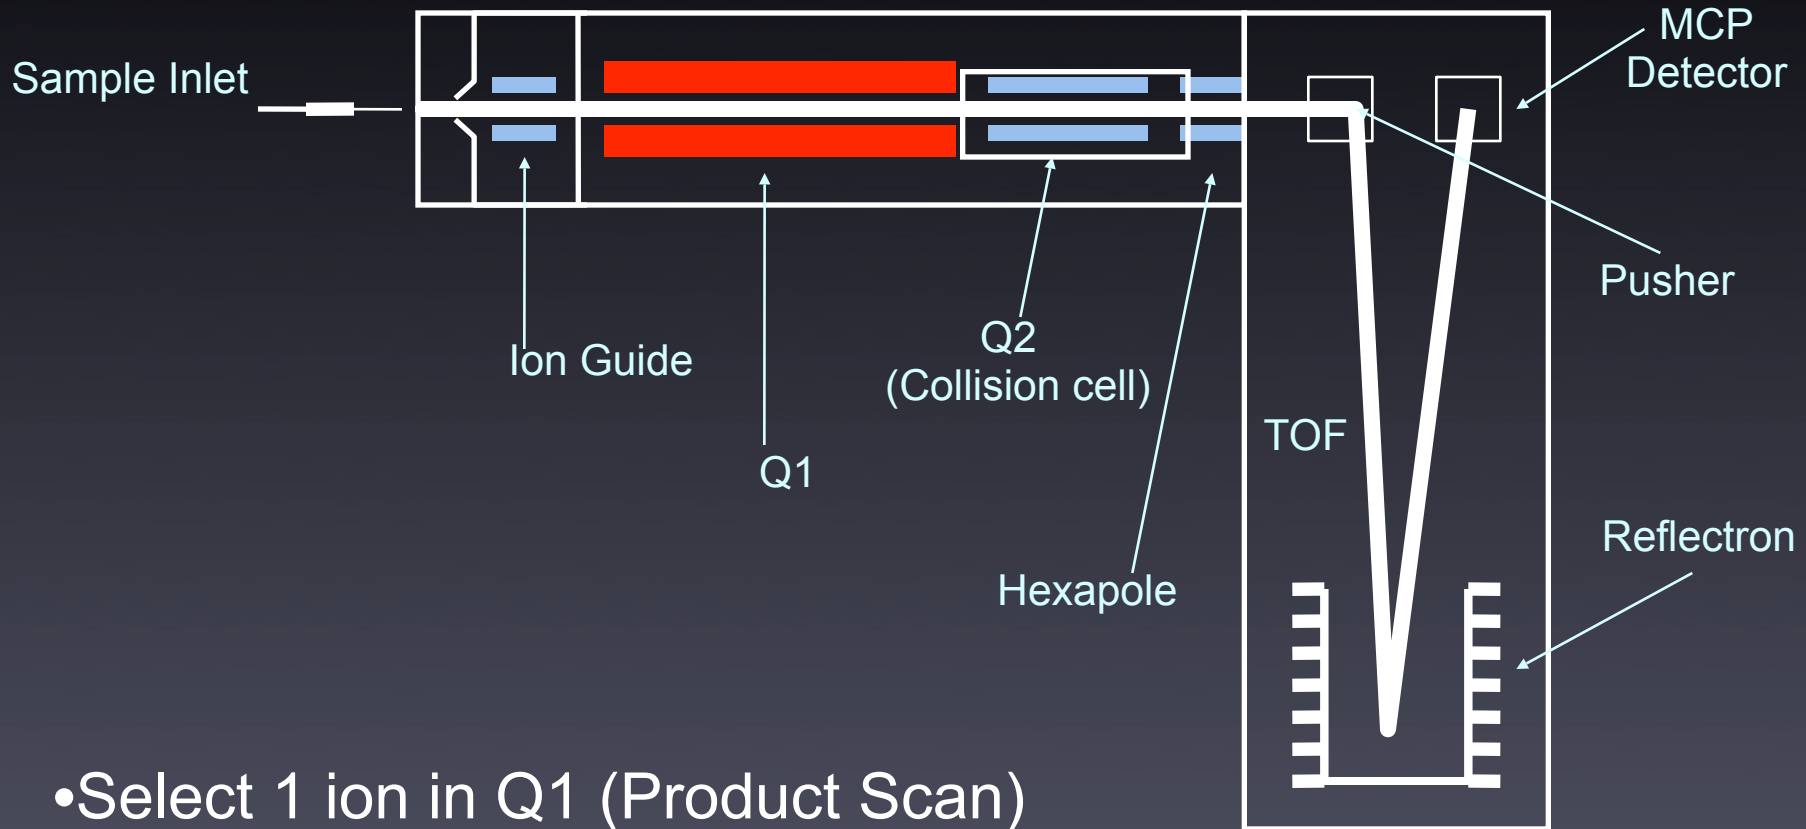 MCP
Detector
Sample Inlet
Pusher
Ion Guide
Q2
(Collision cell)
TOF
Q1
Reflectron
Hexapole
•Select 1 ion in Q1 (Product Scan)